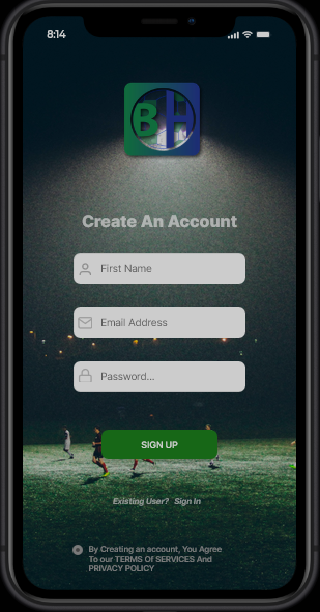 8:14
BH
Create An Account
First Name
Email Address
Password...
SIGN UP
Existing User? Sign In
By Creating an account, You Agree
To our TERMS Of SERVICES And
PRIVACY POLICY